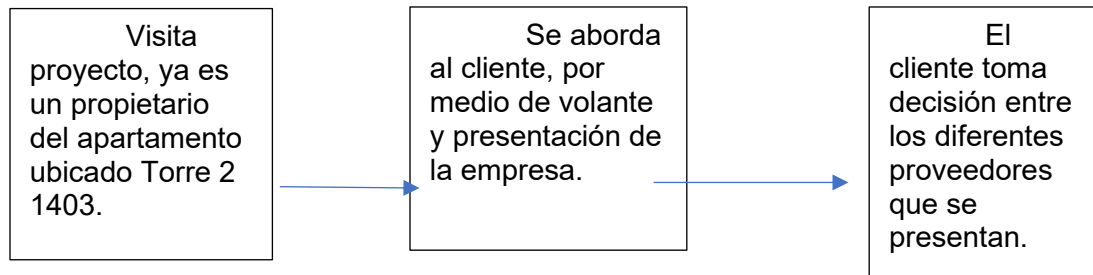 Visita
proyecto, ya es
un propietario
del apartamento
ubicado Torre 2
1403.
Se aborda
al cliente, por
medio de volante
y presentación de
la empresa.
El
cliente toma
decisión entre
los diferentes
proveedores
que se
presentan.